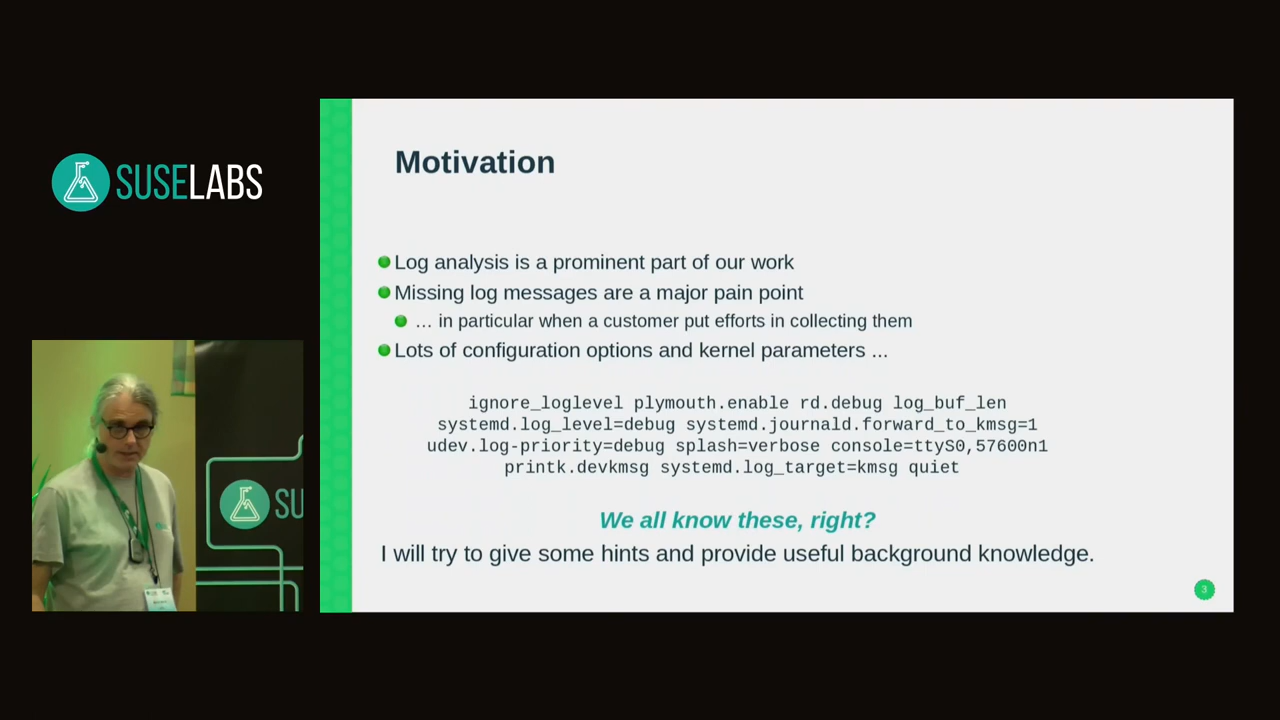 SUSELABS
Motivation
Log analysis is a prominent part of our work
Missing log messages are a major pain point
... in particular when a customer put efforts in collecting them
Lots of configuration options and kernel parameters ...
ignore_loglevel plymouth.enable rd.debug log_buf_len
systemd.log_level=debug systemd.journald.forward_to_kmsg=1
udev.log-priority=debug splash=verbose console=ttyS0,57600n1
printk.devkmsg systemd.log_target=kmsg quiet
We all know these, right?
I will try to give some hints and provide useful background knowledge.
3
SU